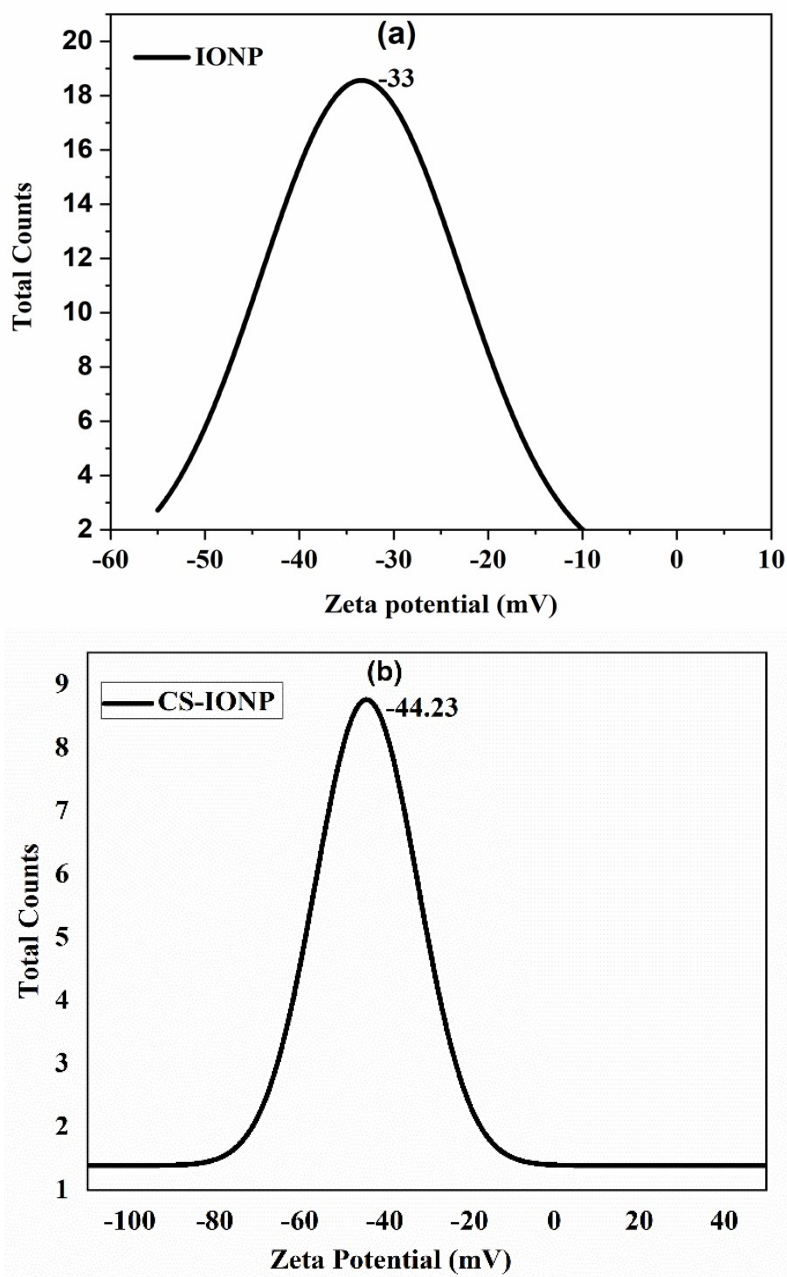 (a)
IONP
-33
20
18
16
14
12
10
8
6
4
2
Total Counts
-60 -50 -40 -30 -20 -10 0 10
Zeta potential (mV)
(b)
CS-IONP
-44.23
9
8
7
6
5
4
3
2
1
Total Counts
-100 -80 -60 -40 -20 0 20 40
Zeta Potential (mV)